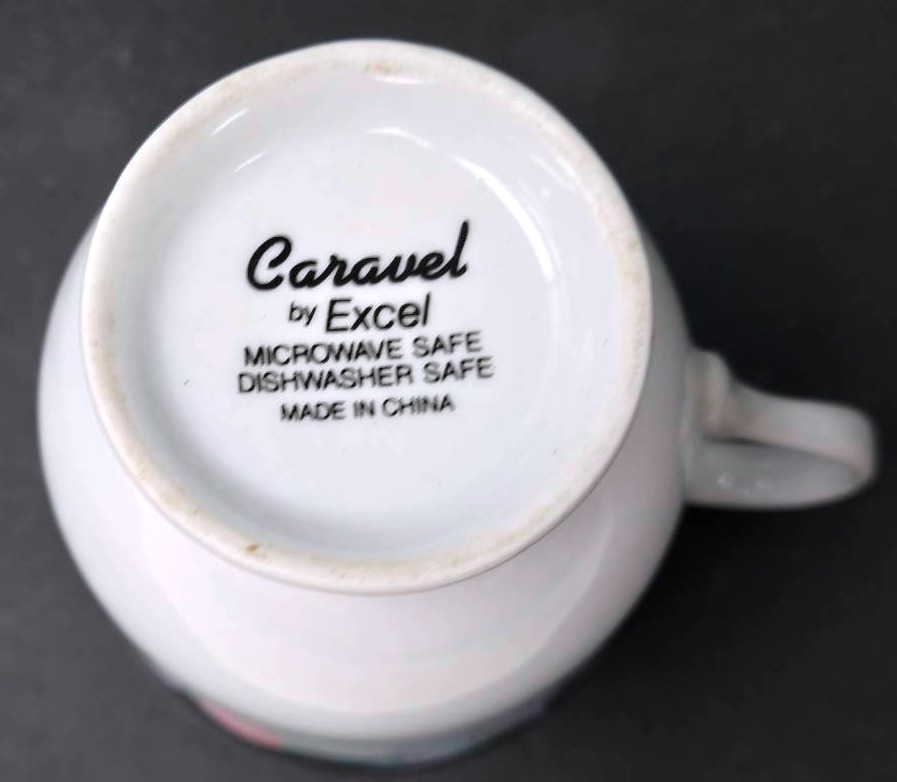 Caravel
by Excel
MICROWAVE SAFE
DISHWASHER SAFE
MADE IN CHINA